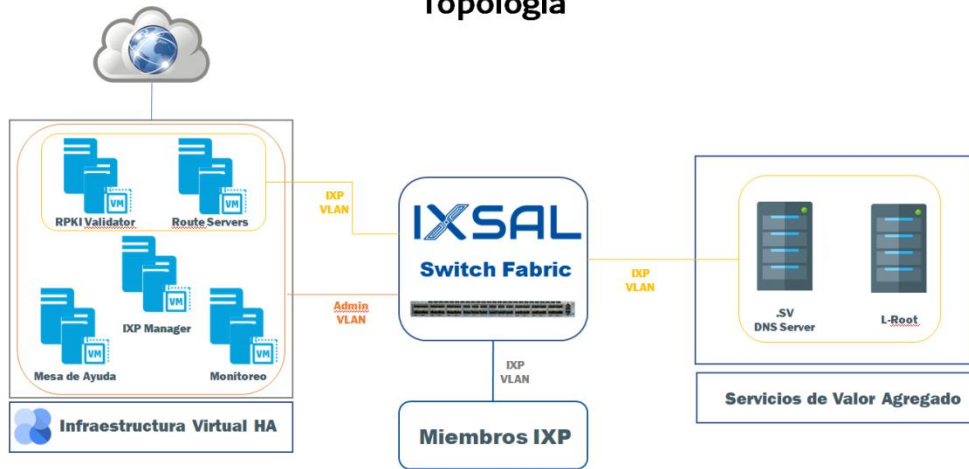 Topología
RPKI Validator
VM
Route Servers
VM
IXP Manager
VM
Mesa de Ayuda
VM
Monitoreo
VM
Infraestructura Virtual HA
IXP
VLAN
Admin
VLAN
IXSAL
Switch Fabric
IXP
VLAN
Miembros IXP
IXP
VLAN
.SV
DNS Server
L-Root
Servicios de Valor Agregado